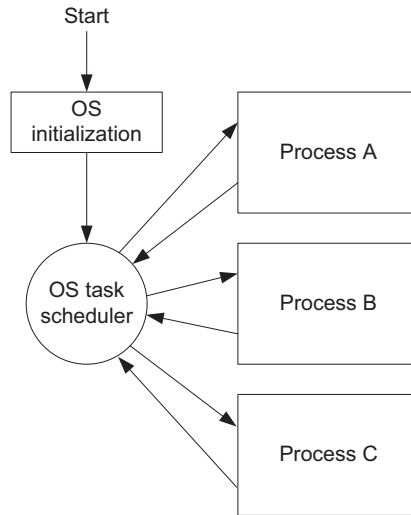 Start
OS
initialization
Process A
OS task
scheduler
Process B
Process C